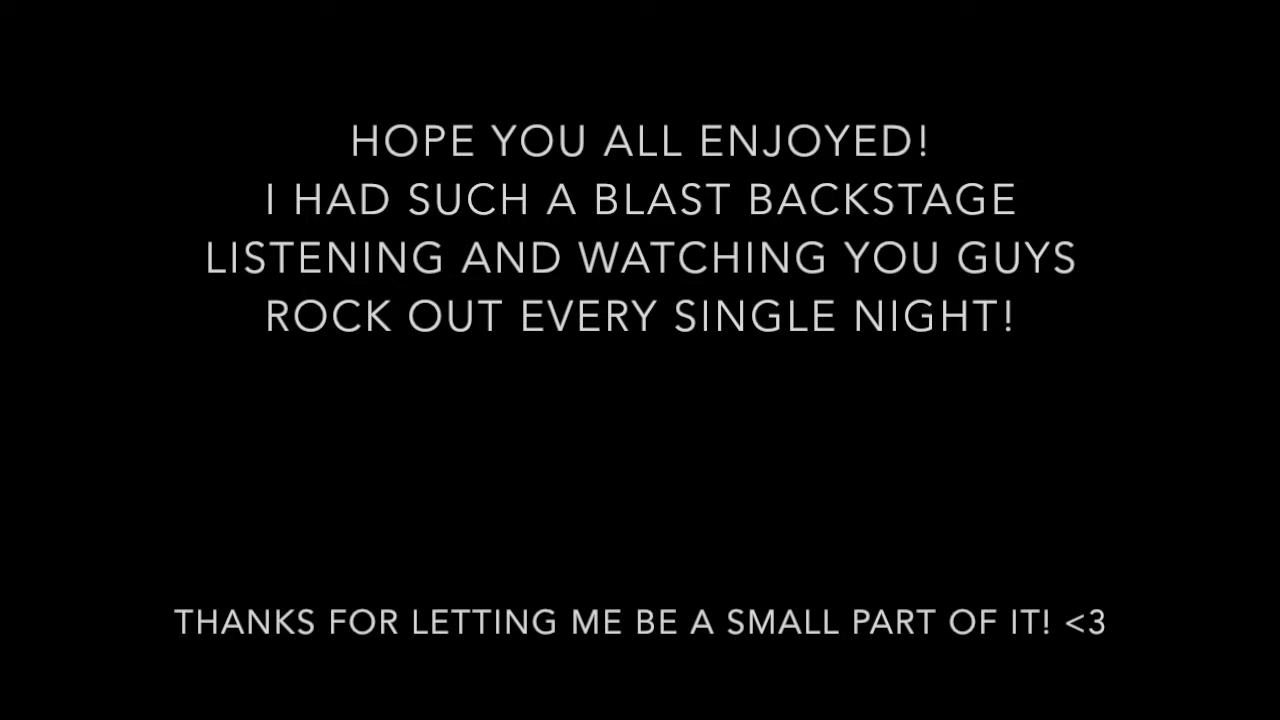 HOPE YOU ALL ENJOYED!
I HAD SUCH A BLAST BACKSTAGE
LISTENING AND WATCHING YOU GUYS
ROCK OUT EVERY SINGLE NIGHT!
THANKS FOR LETTING ME BE A SMALL PART OF IT! <3